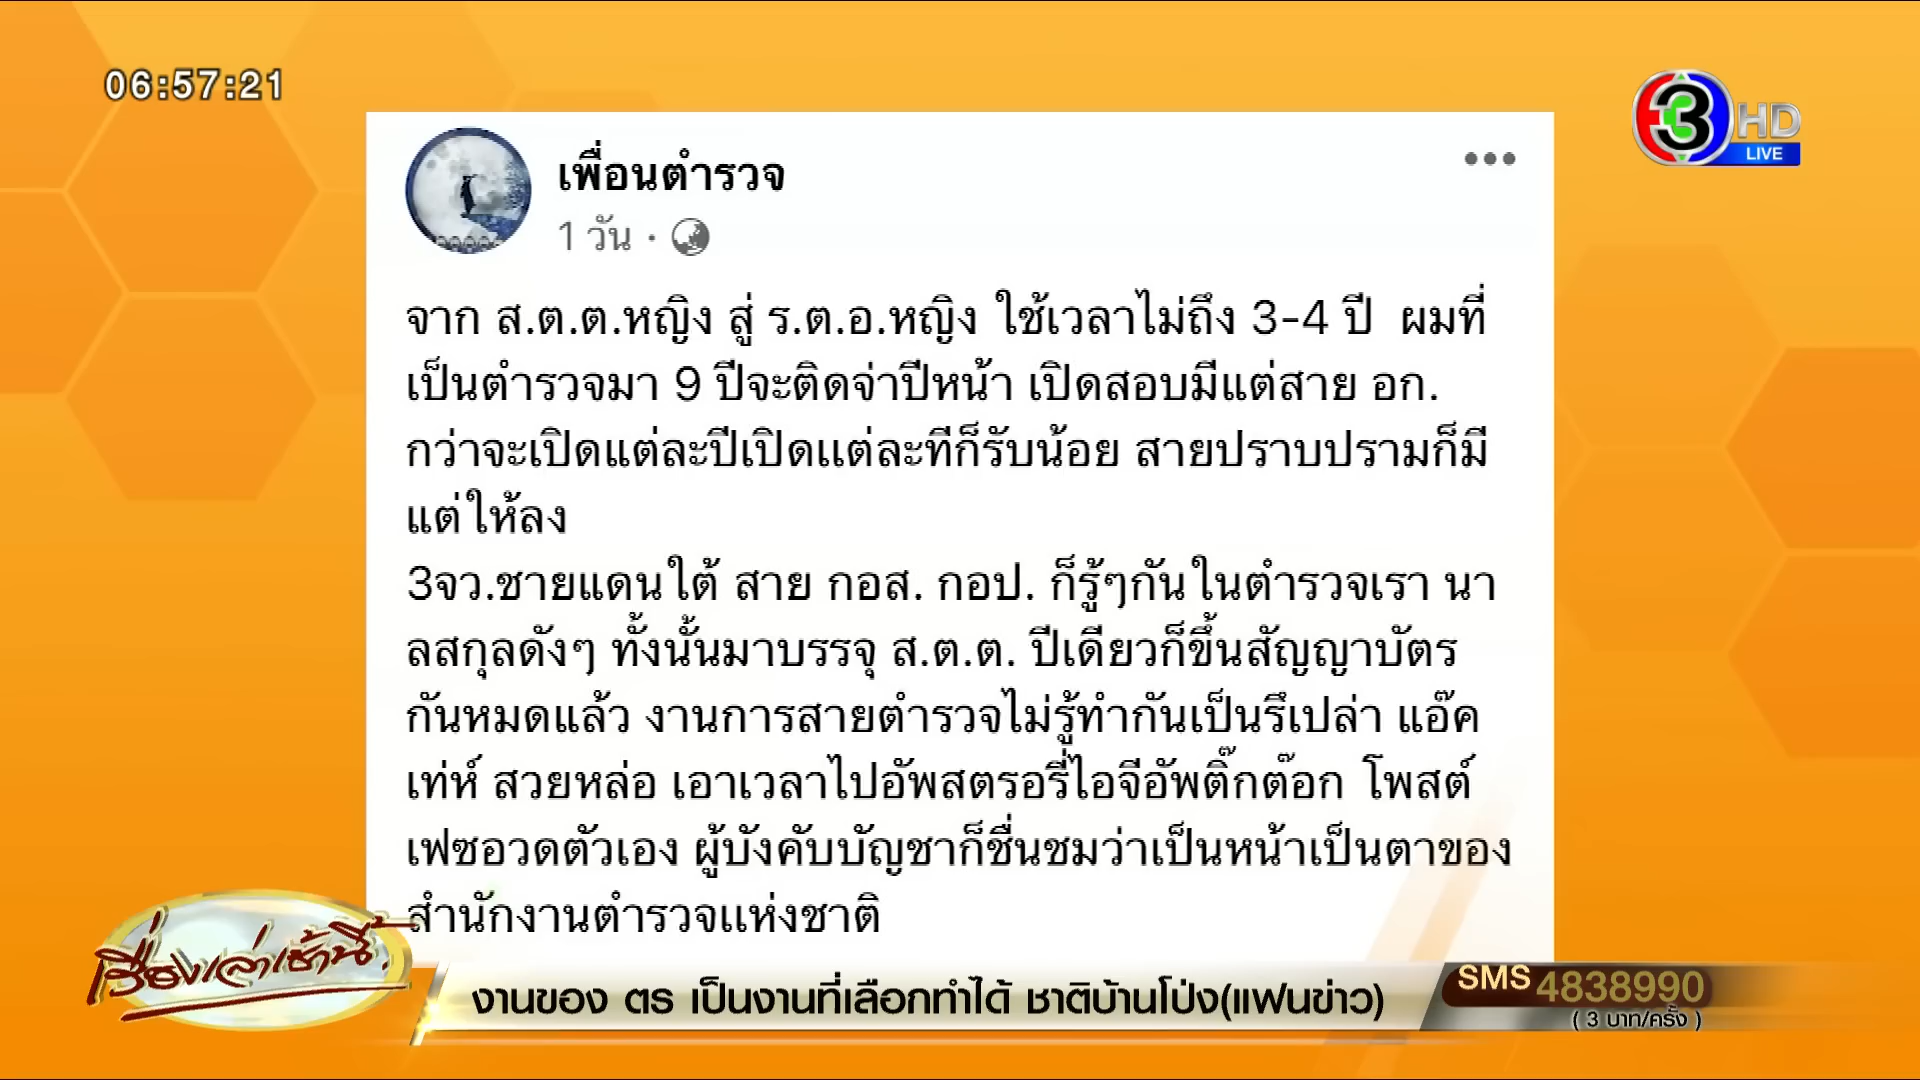 06:57:21
3 HD
LIVE
เพื่อนตำรวจ
1 วัน ·
จาก ส.ต.ต.หญิง สู่ ร.ต.อ.หญิง ใช้เวลาไม่ถึง 3-4 ปี ผมที่
เป็นตำรวจมา 9 ปีจะติดจ่าปีหน้า เปิดสอบมีแต่สาย อก.
กว่าจะเปิดแต่ละปีเปิดแต่ละทีก็รับน้อย สายปราบปรามก็มี
แต่ให้ลง
3จว.ชายแดนใต้ สาย กอส. กอป. ก็รู้ๆกันในตำรวจเรา นา
ลสกุลดังๆ ทั้งนั้นมาบรรจุ ส.ต.ต. ปีเดียวก็ขึ้นสัญญาบัตร
กันหมดแล้ว งานการสายตำรวจไม่รู้ทำกันเป็นรึเปล่า แอ๊ค
เท่ห์ สวยหล่อ เอาเวลาไปอัพสตรอรี่ไอจีอัพติ๊กต๊อก โพสต์
เฟซอวดตัวเอง ผู้บังคับบัญชาก็ชื่นชมว่าเป็นหน้าเป็นตาของ
สำนักงานตำรวจแห่งชาติ
เรื่องเล่าเช้านี้
งานของ ตร เป็นงานที่เลือกทำได้ ชาติบ้านโป่ง(แฟนข่าว)
SMS 4838990
( 3 บาท/ครั้ง )